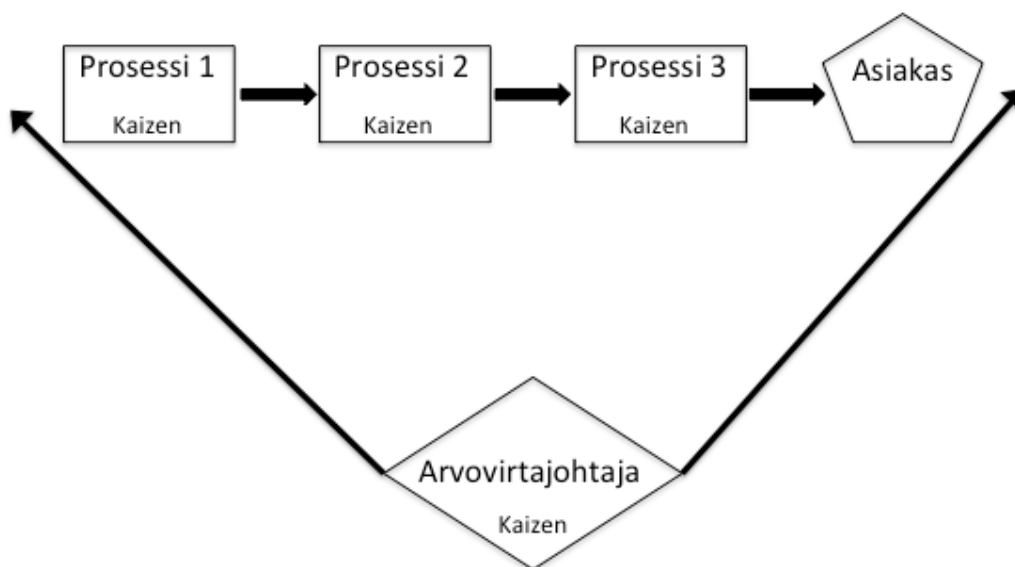 Prosessi 1
Kaizen
Prosessi 2
Kaizen
Prosessi 3
Kaizen
Asiakas
Arvovirtajohtaja
Kaizen